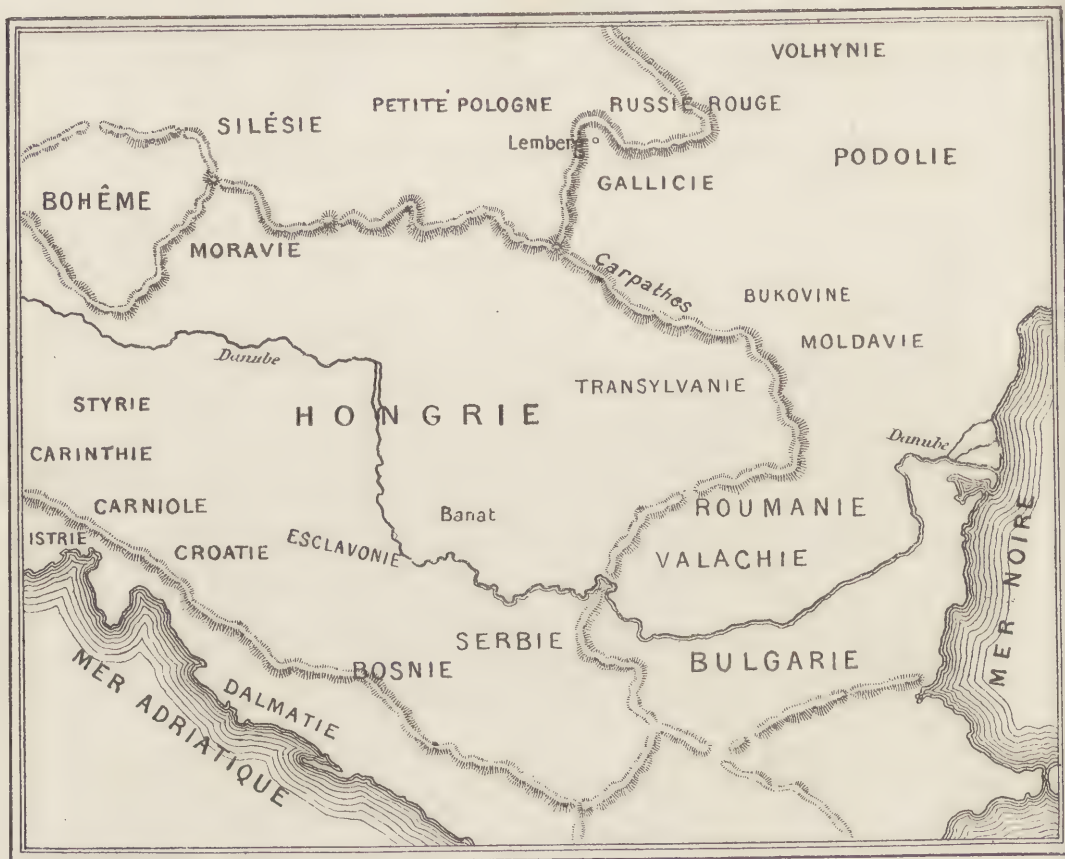 VOLHYNIE
PETITE POLOGNE
RUSSIE ROUGE
SILÉSIE
Lemberg
PODOLIE
GALLICIE
BOHÊME
MORAVIE
Carpathes
BUKOVINE
MOLDAVIE
Danube
TRANSYLVANIE
STYRIE
HONGRIE
Danube
CARINTHIE
CARNIOLE
ROUMANIE
Banat
ISTRIE
CROATIE
ESCLAVONIE
VALACHIE
MER NOIRE
SERBIE
BOSNIE
BULGARIE
DALMATIE
MER ADRIATIQUE